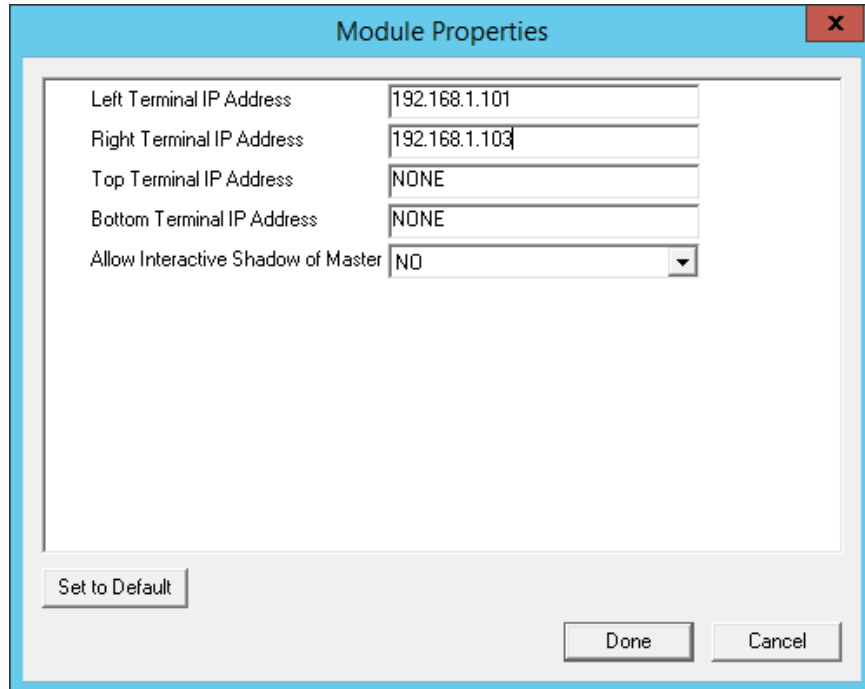 Module Properties
x
Left Terminal IP Address 192.168.1.101
Right Terminal IP Address 192.168.1.103
Top Terminal IP Address NONE
Bottom Terminal IP Address NONE
Allow Interactive Shadow of Master NO
Set to Default
Done Cancel